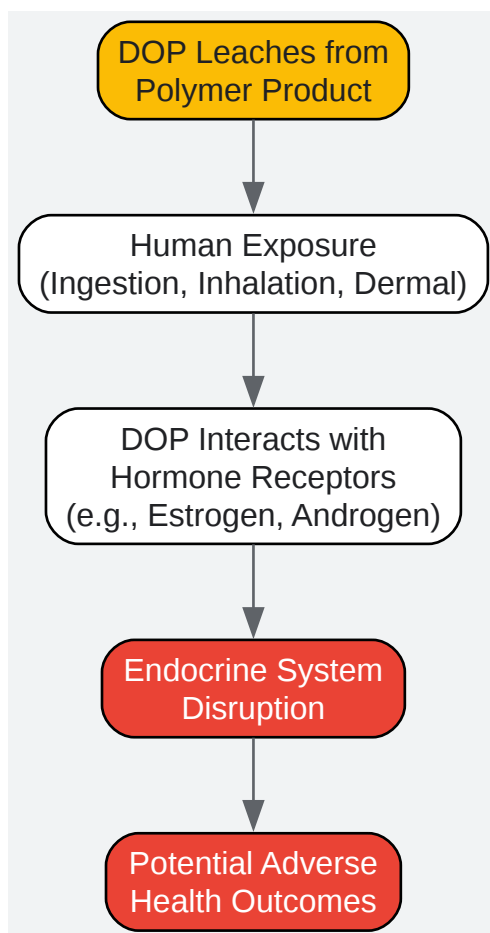 DOP Leaches from
Polymer Product
Human Exposure
(Ingestion, Inhalation, Dermal)
DOP Interacts with
Hormone Receptors
(e.g., Estrogen, Androgen)
Endocrine System
Disruption
Potential Adverse
Health Outcomes